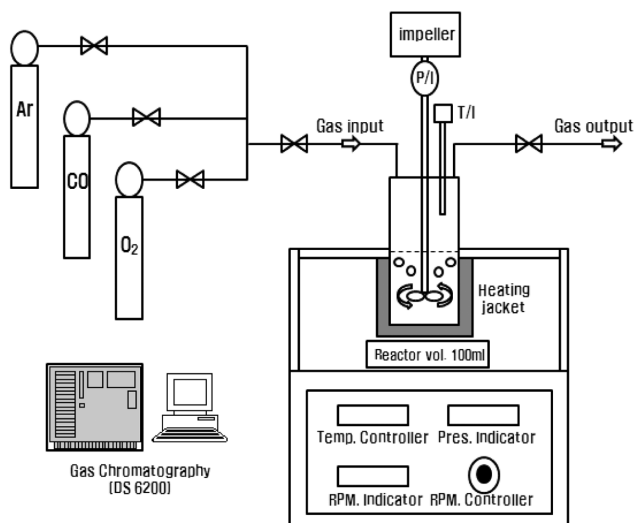 impeller
P/I
T/I
Ar
CO
O₂
Gas input
Gas output
Heating
jacket
Reactor vol. 100ml
Temp. Controller
Pres. Indicator
RPM. Indicator
RPM. Controller
Gas Chromatography
(DS 6200)